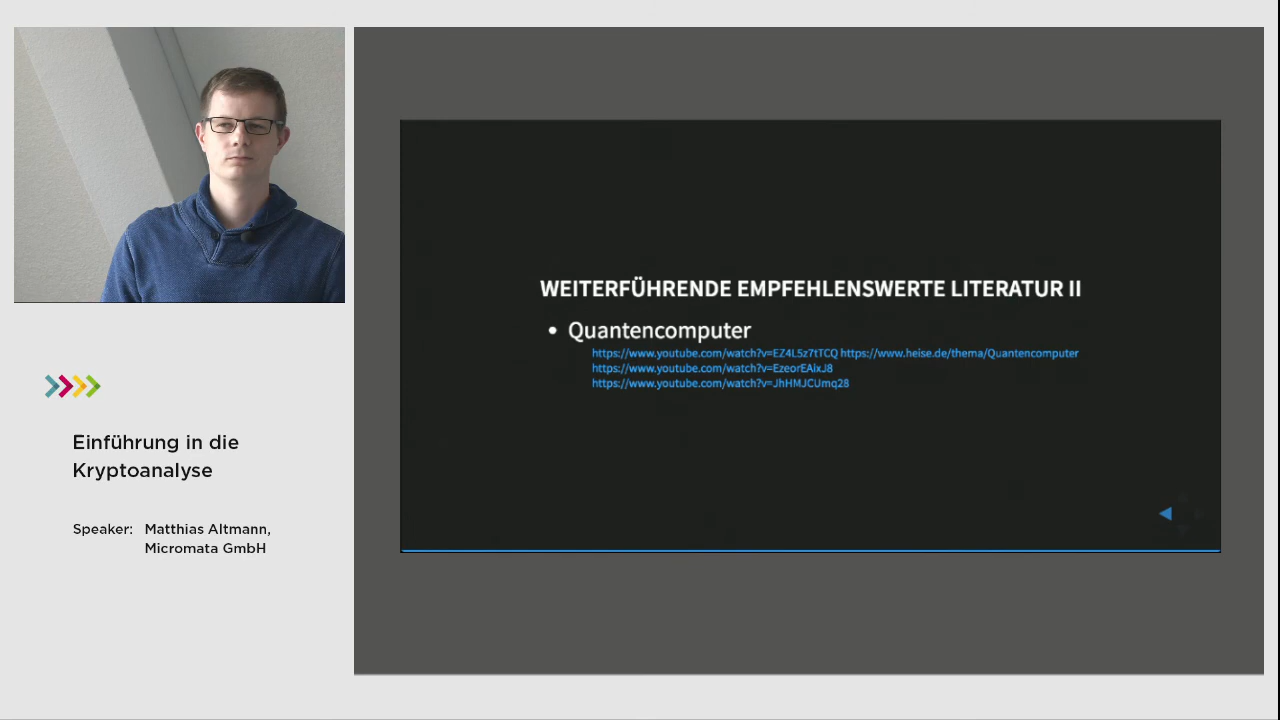 Einführung in die
Kryptoanalyse
Speaker: Matthias Altmann,
Micromata GmbH
WEITERFÜHRENDE EMPFEHLENSWERTE LITERATUR II
• Quantencomputer
https://www.youtube.com/watch?v=EZ4L5z7tTCQ https://www.heise.de/thema/Quantencomputer
https://www.youtube.com/watch?v=EzeorEAlxJ8
https://www.youtube.com/watch?v=JhHMJCUmq28